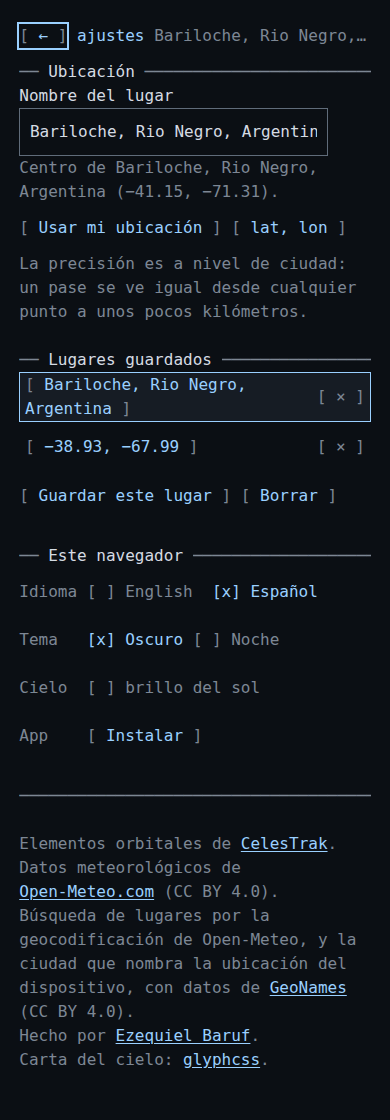 [ ← ] ajustes Bariloche, Rio Negro,…
Ubicación
Nombre del lugar
Bariloche, Rio Negro, Argentin
Centro de Bariloche, Rio Negro,
Argentina (−41.15, −71.31).
[ Usar mi ubicación ] [ lat, lon ]
La precisión es a nivel de ciudad:
un pase se ve igual desde cualquier
punto a unos pocos kilómetros.
Lugares guardados
[ Bariloche, Rio Negro,
Argentina ] [ × ]
[ −38.93, −67.99 ] [ × ]
[ Guardar este lugar ] [ Borrar ]
Este navegador
Idioma [ ] English [x] Español
Tema [x] Oscuro [ ] Noche
Cielo [ ] brillo del sol
App [ Instalar ]
Elementos orbitales de CelesTrak.
Datos meteorológicos de
Open-Meteo.com (CC BY 4.0).
Búsqueda de lugares por la
geocodificación de Open-Meteo, y la
ciudad que nombra la ubicación del
dispositivo, con datos de GeoNames
(CC BY 4.0).
Hecho por Ezequiel Baruf.
Carta del cielo: glyphcss.